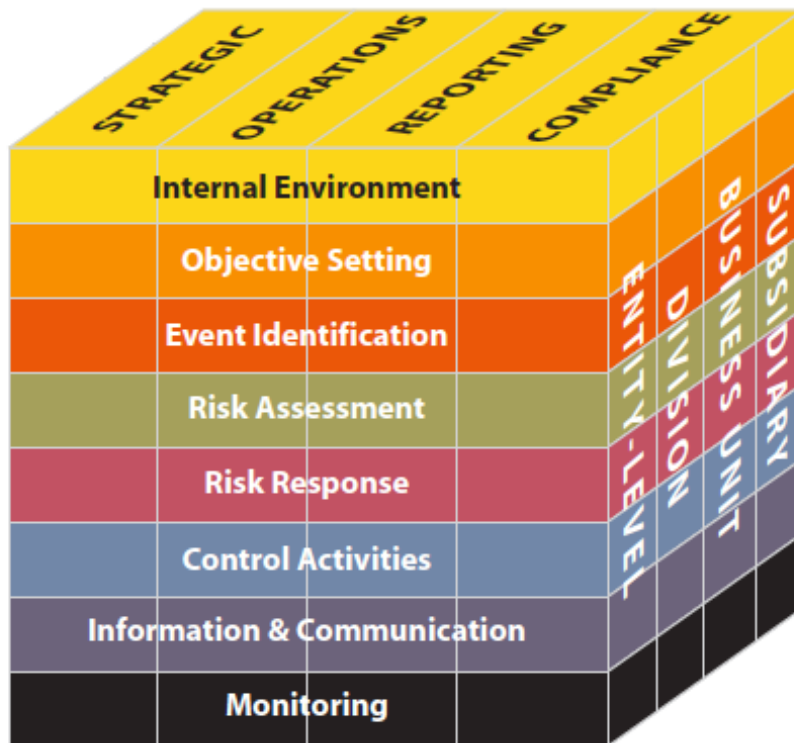 STRATEGIC
OPERATIONS
REPORTING
COMPLIANCE
Internal Environment
Objective Setting
Event Identification
Risk Assessment
Risk Response
Control Activities
Information & Communication
Monitoring
ENTITY-LEVEL
DIVISION
BUSINESS UNIT
SUBSIDIARY